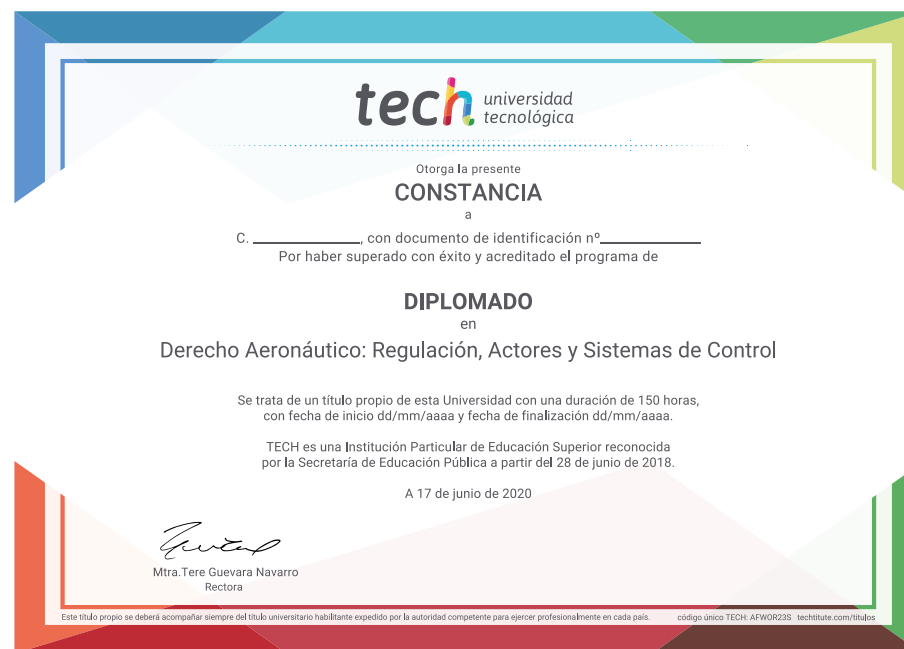 tech universidad
tecnológica
Otorga la presente
CONSTANCIA
a
C. ____________, con documento de identificación nº____________
Por haber superado con éxito y acreditado el programa de
DIPLOMADO
en
Derecho Aeronáutico: Regulación, Actores y Sistemas de Control
Se trata de un título propio de esta Universidad con una duración de 150 horas,
con fecha de inicio dd/mm/aaaa y fecha de finalización dd/mm/aaaa.
TECH es una Institución Particular de Educación Superior reconocida
por la Secretaría de Educación Pública a partir del 28 de junio de 2018.
A 17 de junio de 2020
Mtra.Tere Guevara Navarro
Rectora
Este título propio se deberá acompañar siempre del título universitario habilitante expedido por la autoridad competente para ejercer profesionalmente en cada país. código único TECH: AFWOR23S techtitute.com/titulos